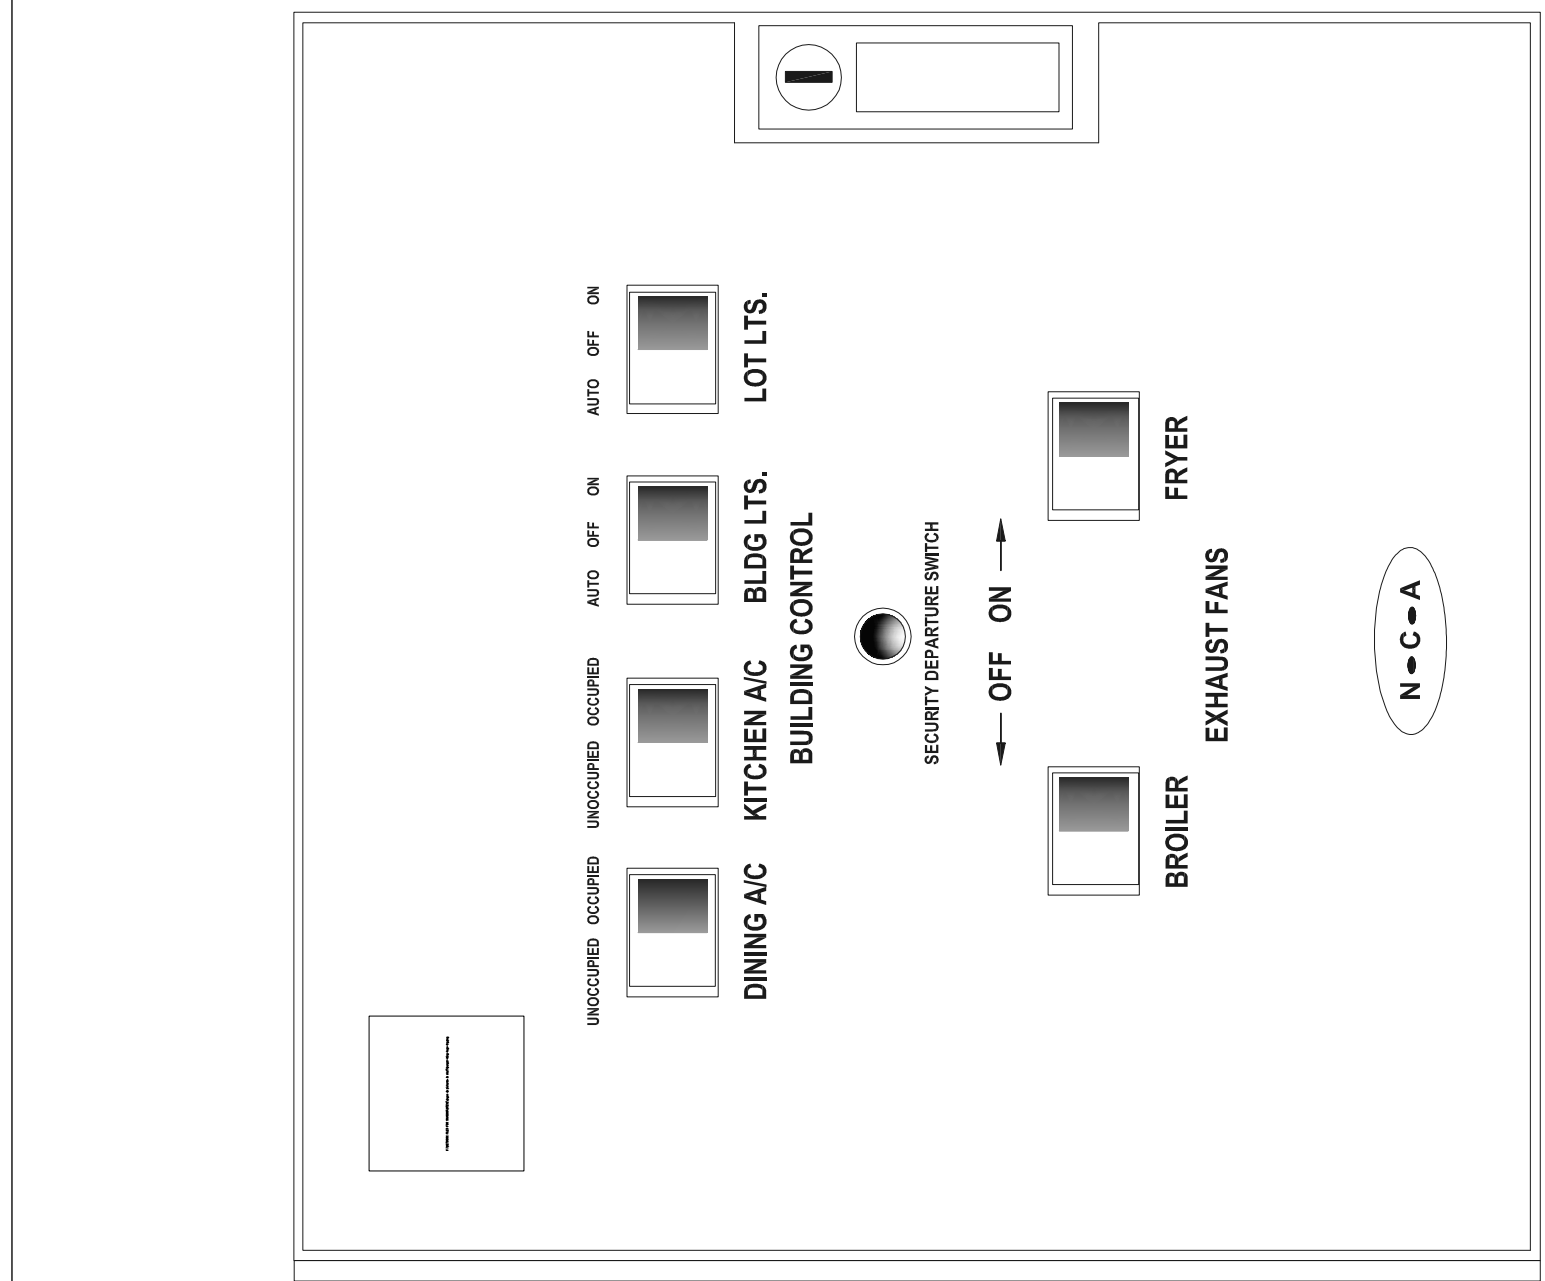 UNOCCUPIED OCCUPIED
UNOCCUPIED OCCUPIED
AUTO OFF ON
AUTO OFF ON
DINING A/C
KITCHEN A/C
BLDG LTS.
LOT LTS.
BUILDING CONTROL
SECURITY DEPARTURE SWITCH
OFF ON
BROILER
FRYER
EXHAUST FANS
N•C•A